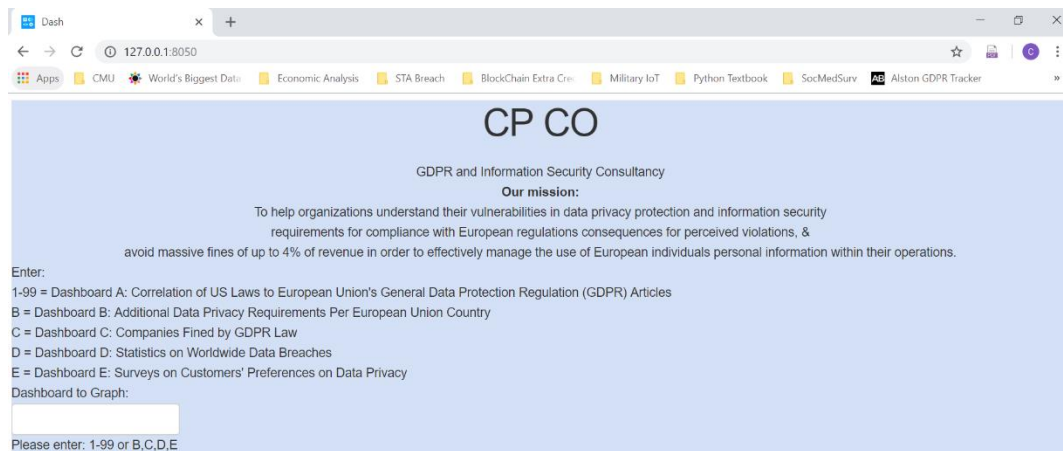 Dash
127.0.0.1:8050
Apps CMU World's Biggest Data Economic Analysis STA Breach BlockChain Extra Cre Military IoT Python Textbook SocMedSurv AB Alston GDPR Tracker »
CP CO
GDPR and Information Security Consultancy
Our mission:
To help organizations understand their vulnerabilities in data privacy protection and information security
requirements for compliance with European regulations consequences for perceived violations, &
avoid massive fines of up to 4% of revenue in order to effectively manage the use of European individuals personal information within their operations.
Enter:
1-99 = Dashboard A: Correlation of US Laws to European Union's General Data Protection Regulation (GDPR) Articles
B = Dashboard B: Additional Data Privacy Requirements Per European Union Country
C = Dashboard C: Companies Fined by GDPR Law
D = Dashboard D: Statistics on Worldwide Data Breaches
E = Dashboard E: Surveys on Customers' Preferences on Data Privacy
Dashboard to Graph:
Please enter: 1-99 or B,C,D,E